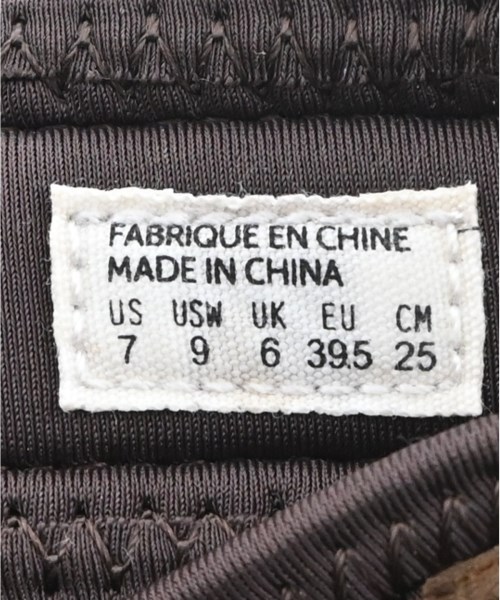 FABRIQUE EN CHINE
MADE IN CHINA
US USW UK EU CM
7 9 6 39.5 25